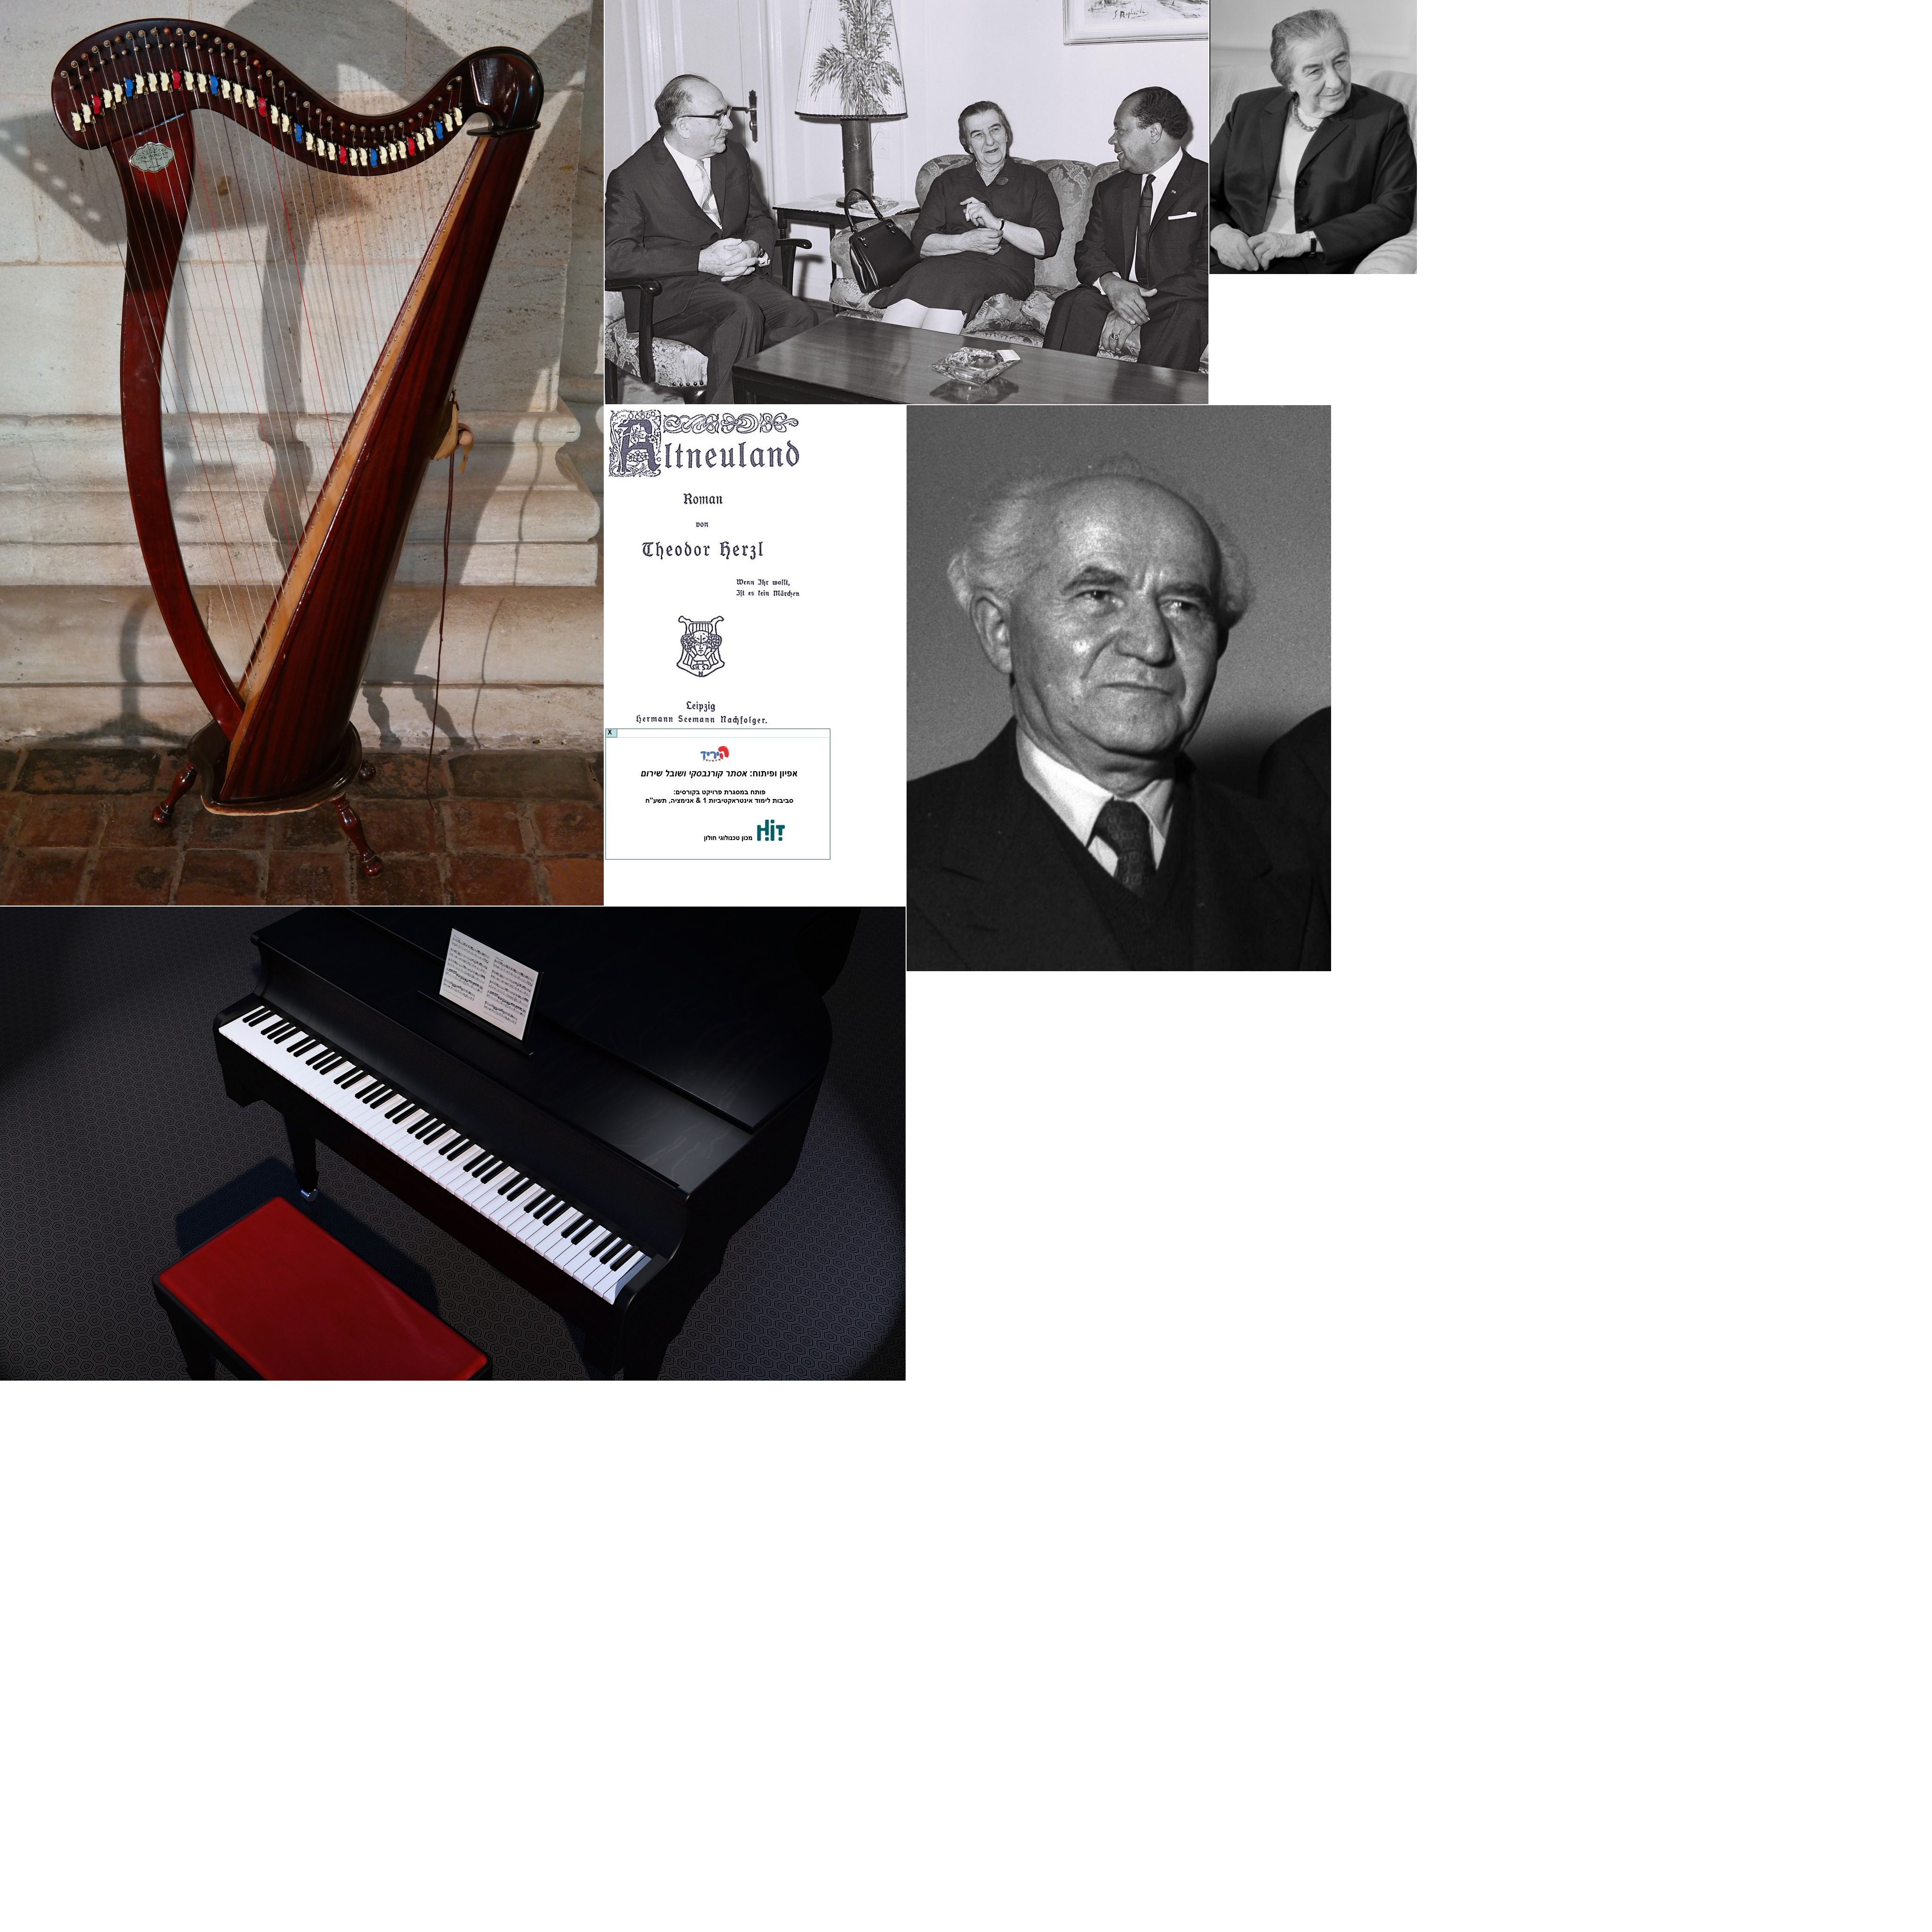 Altneuland
Roman
von
Theodor Herzl
Wenn Ihr wollt,
Ist es kein Märchen
Leipzig
Hermann Seemann Nachfolger.
X
אפיון ופיתוח: אסתר קורנבסקי ושובל שירום
פותח במסגרת פרויקט בקורסים:
סביבות לימוד אינטראקטיביות 1 & אנימציה, תשע"ח
HiT
מכון טכנולוגי חולון